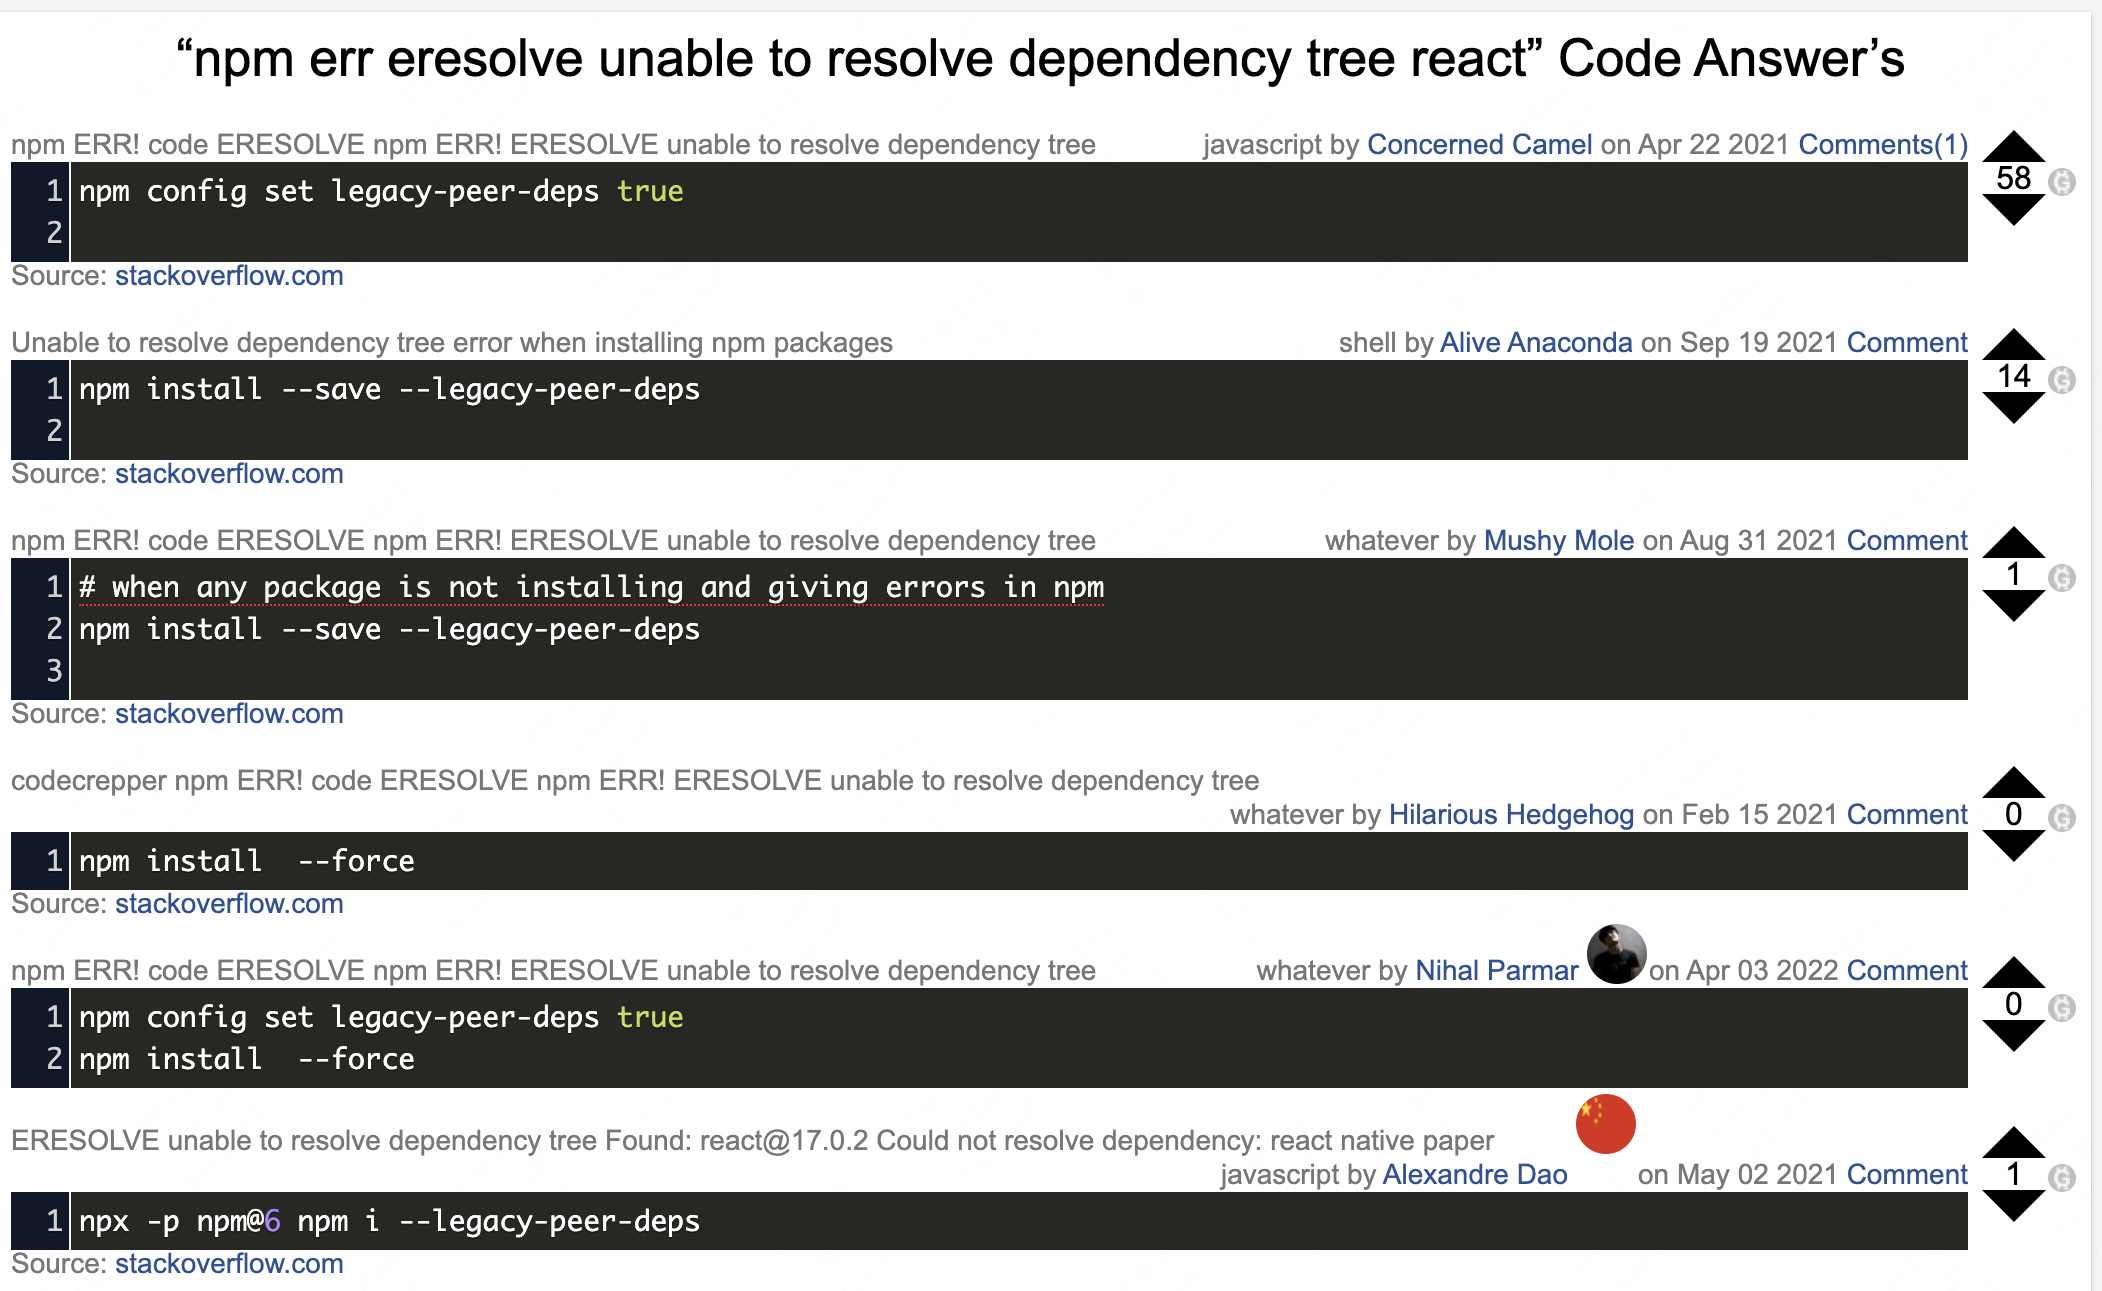 “npm err eresolve unable to resolve dependency tree react” Code Answer’s
npm ERR! code ERESOLVE npm ERR! ERESOLVE unable to resolve dependency tree javascript by Concerned Camel on Apr 22 2021 Comments(1)
58
1 npm config set legacy-peer-deps true
2
Source: stackoverflow.com
Unable to resolve dependency tree error when installing npm packages shell by Alive Anaconda on Sep 19 2021 Comment
14
1 npm install --save --legacy-peer-deps
2
Source: stackoverflow.com
npm ERR! code ERESOLVE npm ERR! ERESOLVE unable to resolve dependency tree whatever by Mushy Mole on Aug 31 2021 Comment
1
1 # when any package is not installing and giving errors in npm
2 npm install --save --legacy-peer-deps
3
Source: stackoverflow.com
codecrepper npm ERR! code ERESOLVE npm ERR! ERESOLVE unable to resolve dependency tree
whatever by Hilarious Hedgehog on Feb 15 2021 Comment
0
1 npm install  --force
Source: stackoverflow.com
npm ERR! code ERESOLVE npm ERR! ERESOLVE unable to resolve dependency tree whatever by Nihal Parmar on Apr 03 2022 Comment
0
1 npm config set legacy-peer-deps true
2 npm install  --force
ERESOLVE unable to resolve dependency tree Found: react@17.0.2 Could not resolve dependency: react native paper
javascript by Alexandre Dao on May 02 2021 Comment
1
1 npx -p npm@6 npm i --legacy-peer-deps
Source: stackoverflow.com